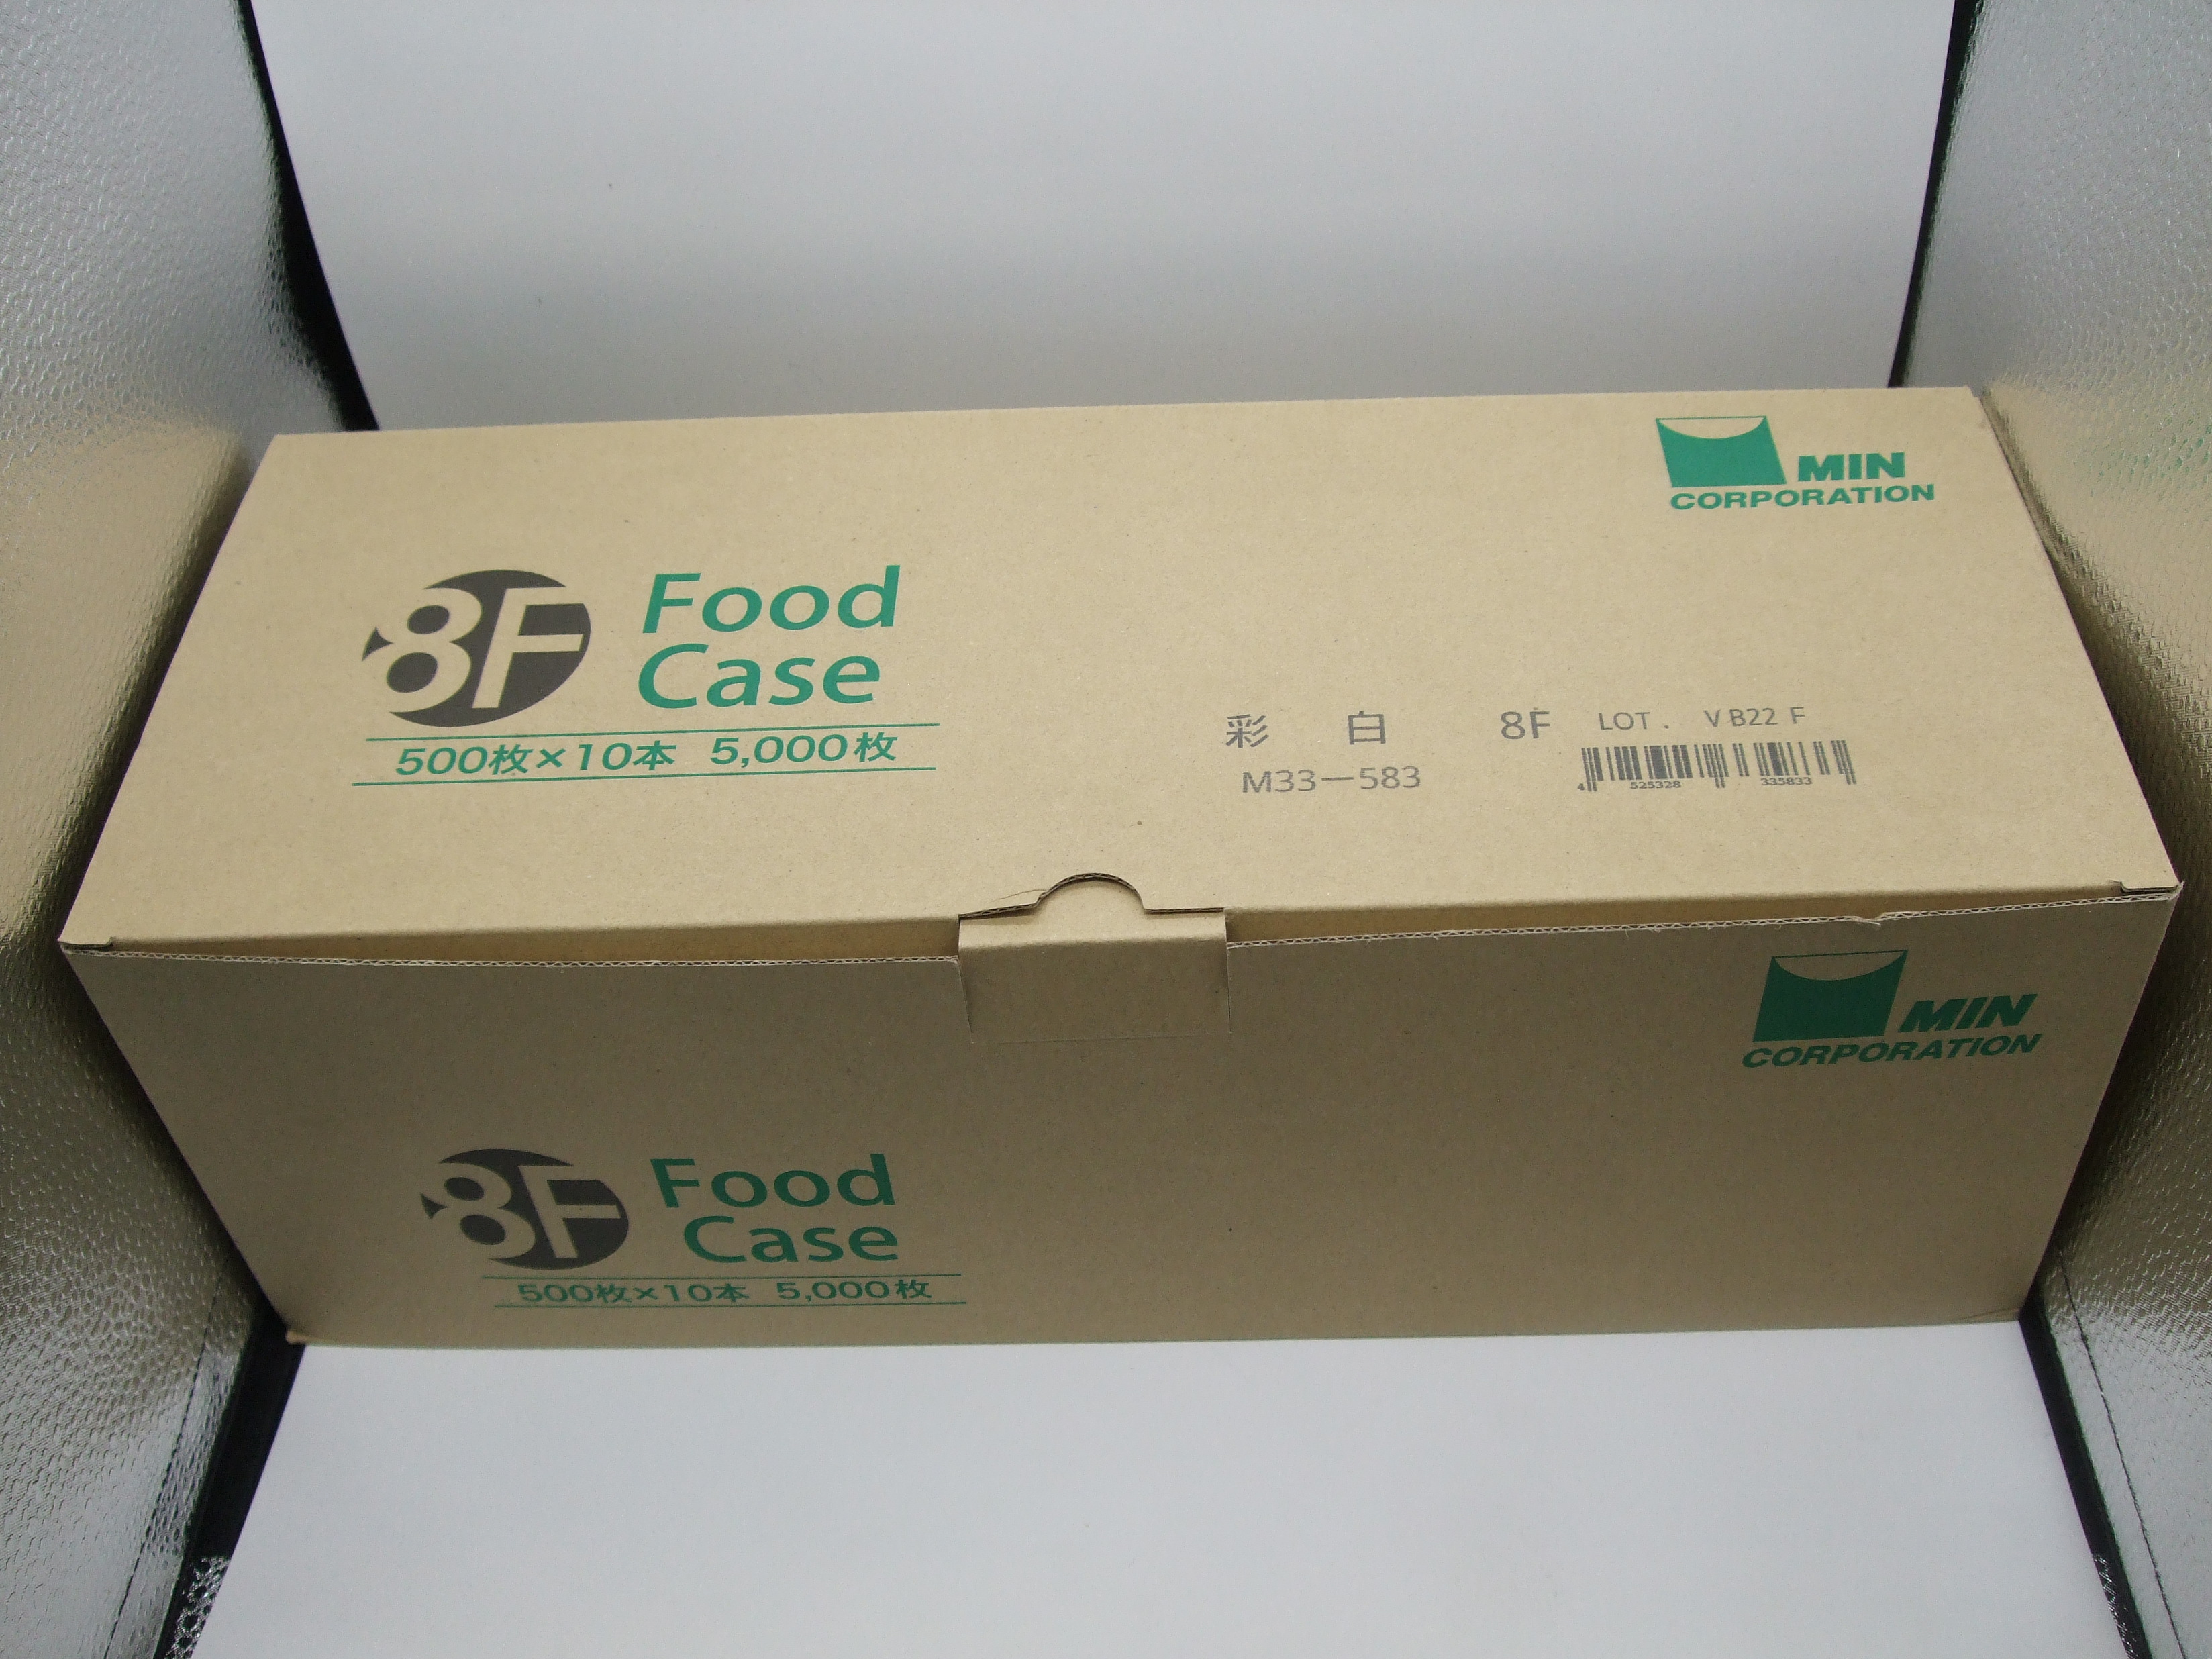 MIN
CORPORATION
8F
Food
Case
500枚×10本 5,000枚
彩 白 8F LOT. VB22 F
M33-583
4 525328 335833
MIN
CORPORATION
8F
Food
Case
500枚×10本 5,000枚